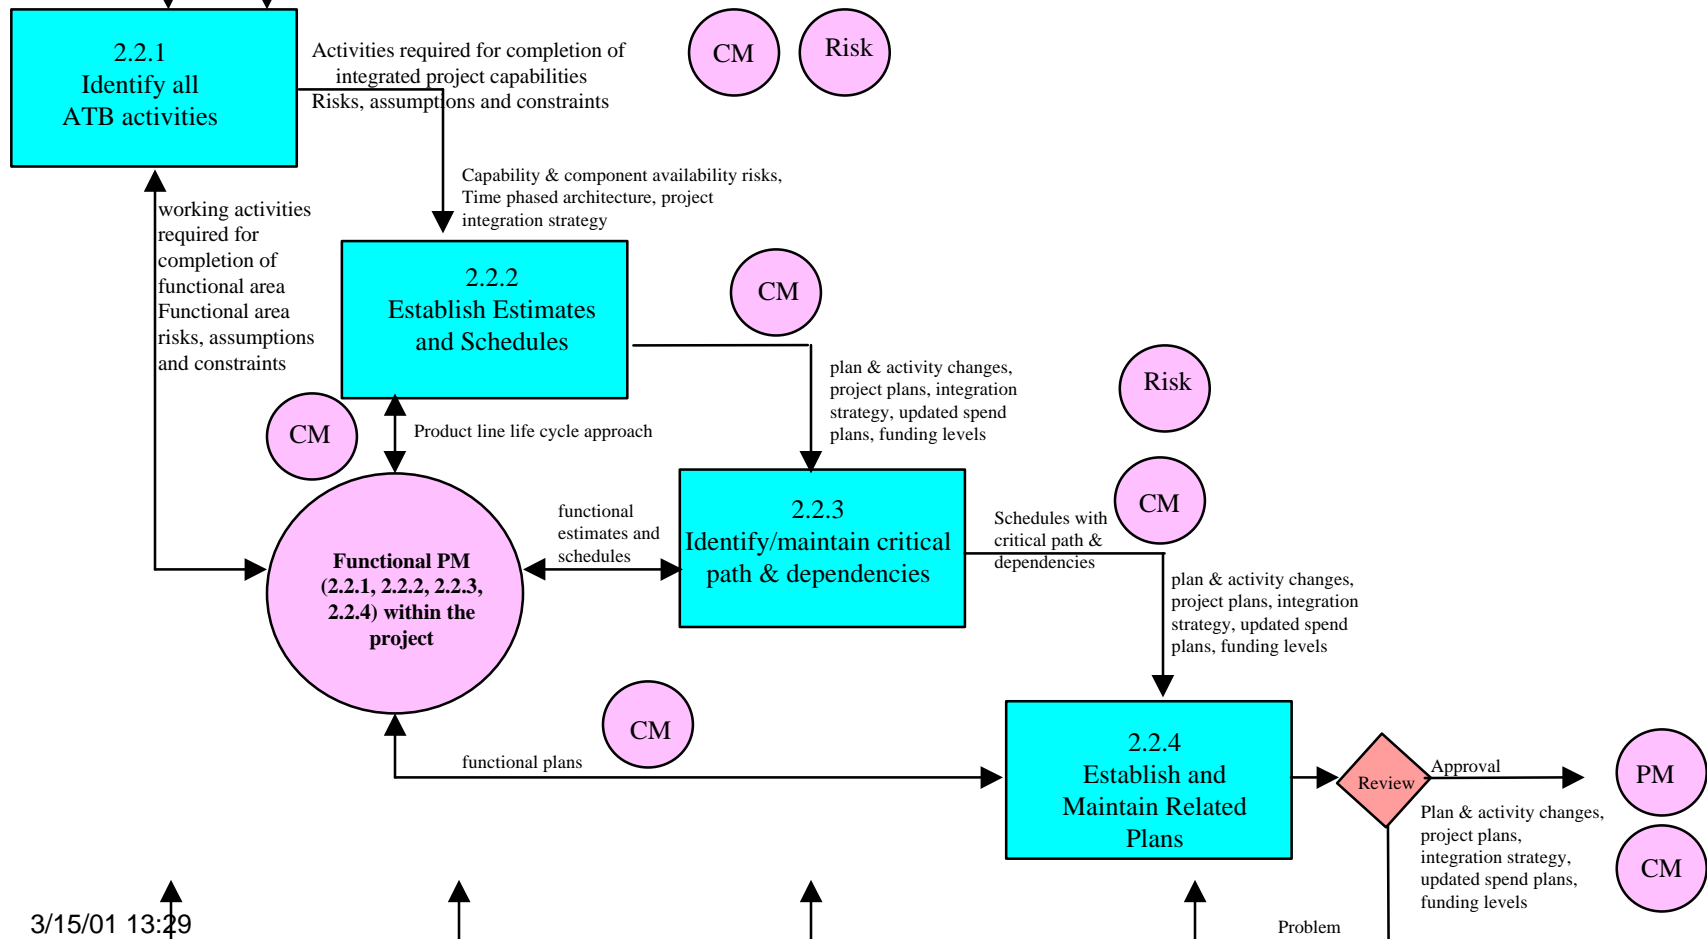 2.2.1
Identify all
ATB activities
Activities required for completion of
integrated project capabilities
Risks, assumptions and constraints
CM
Risk
Capability & component availability risks,
Time phased architecture, project
integration strategy
working activities
required for
completion of
functional area
Functional area
risks, assumptions
and constraints
2.2.2
Establish Estimates
and Schedules
CM
plan & activity changes,
project plans, integration
strategy, updated spend
plans, funding levels
Risk
CM
Product line life cycle approach
CM
Functional PM
(2.2.1, 2.2.2, 2.2.3,
2.2.4) within the
project
functional
estimates and
schedules
2.2.3
Identify/maintain critical
path & dependencies
Schedules with
critical path &
dependencies
plan & activity changes,
project plans, integration
strategy, updated spend
plans, funding levels
CM
functional plans
2.2.4
Establish and
Maintain Related
Plans
Review
Approval
PM
Plan & activity changes,
project plans,
integration strategy,
updated spend plans,
funding levels
CM
3/15/01 13:29
Problem